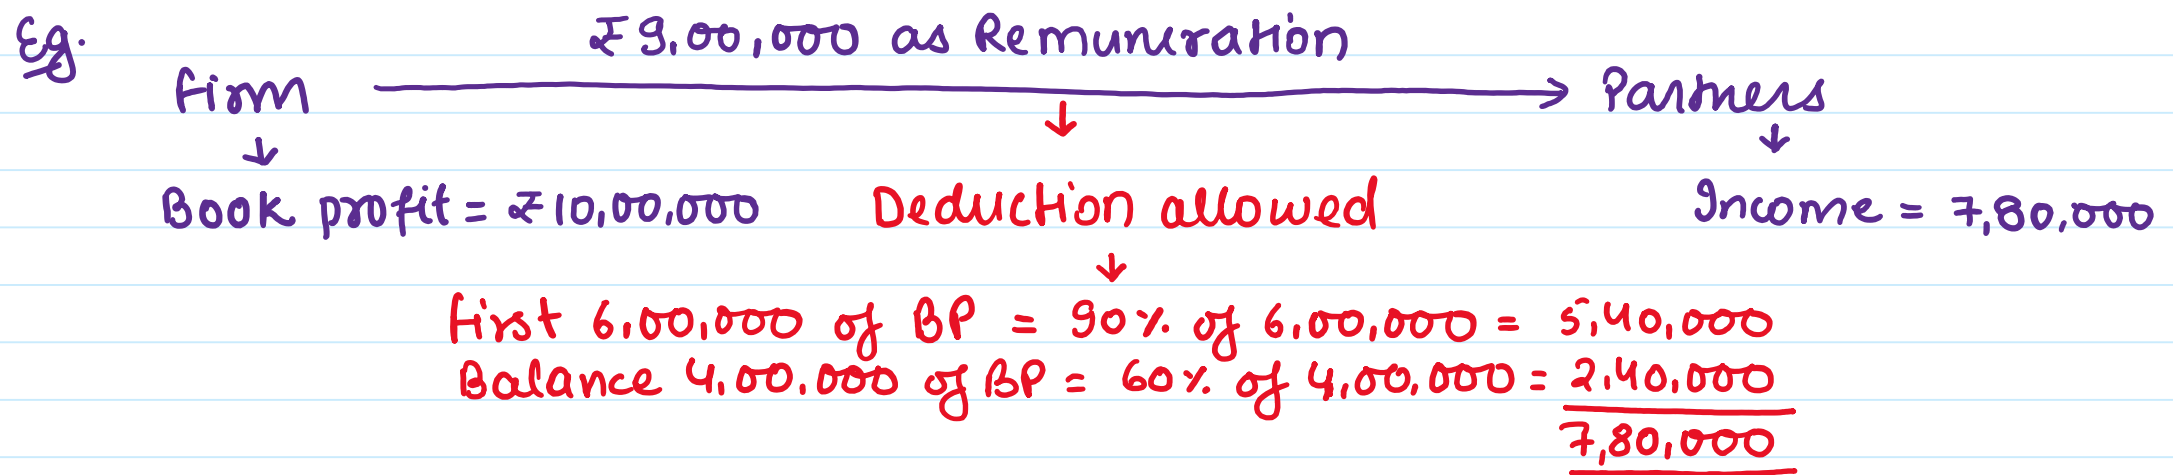 Eg.
₹9,00,000 as Remuneration
Firm → Partners
↓ ↓ ↓
Book profit = ₹10,00,000 Deduction allowed Income = 7,80,000
↓
First 6,00,000 of BP = 90% of 6,00,000 = 5,40,000
Balance 4,00,000 of BP = 60% of 4,00,000 = 2,40,000
7,80,000